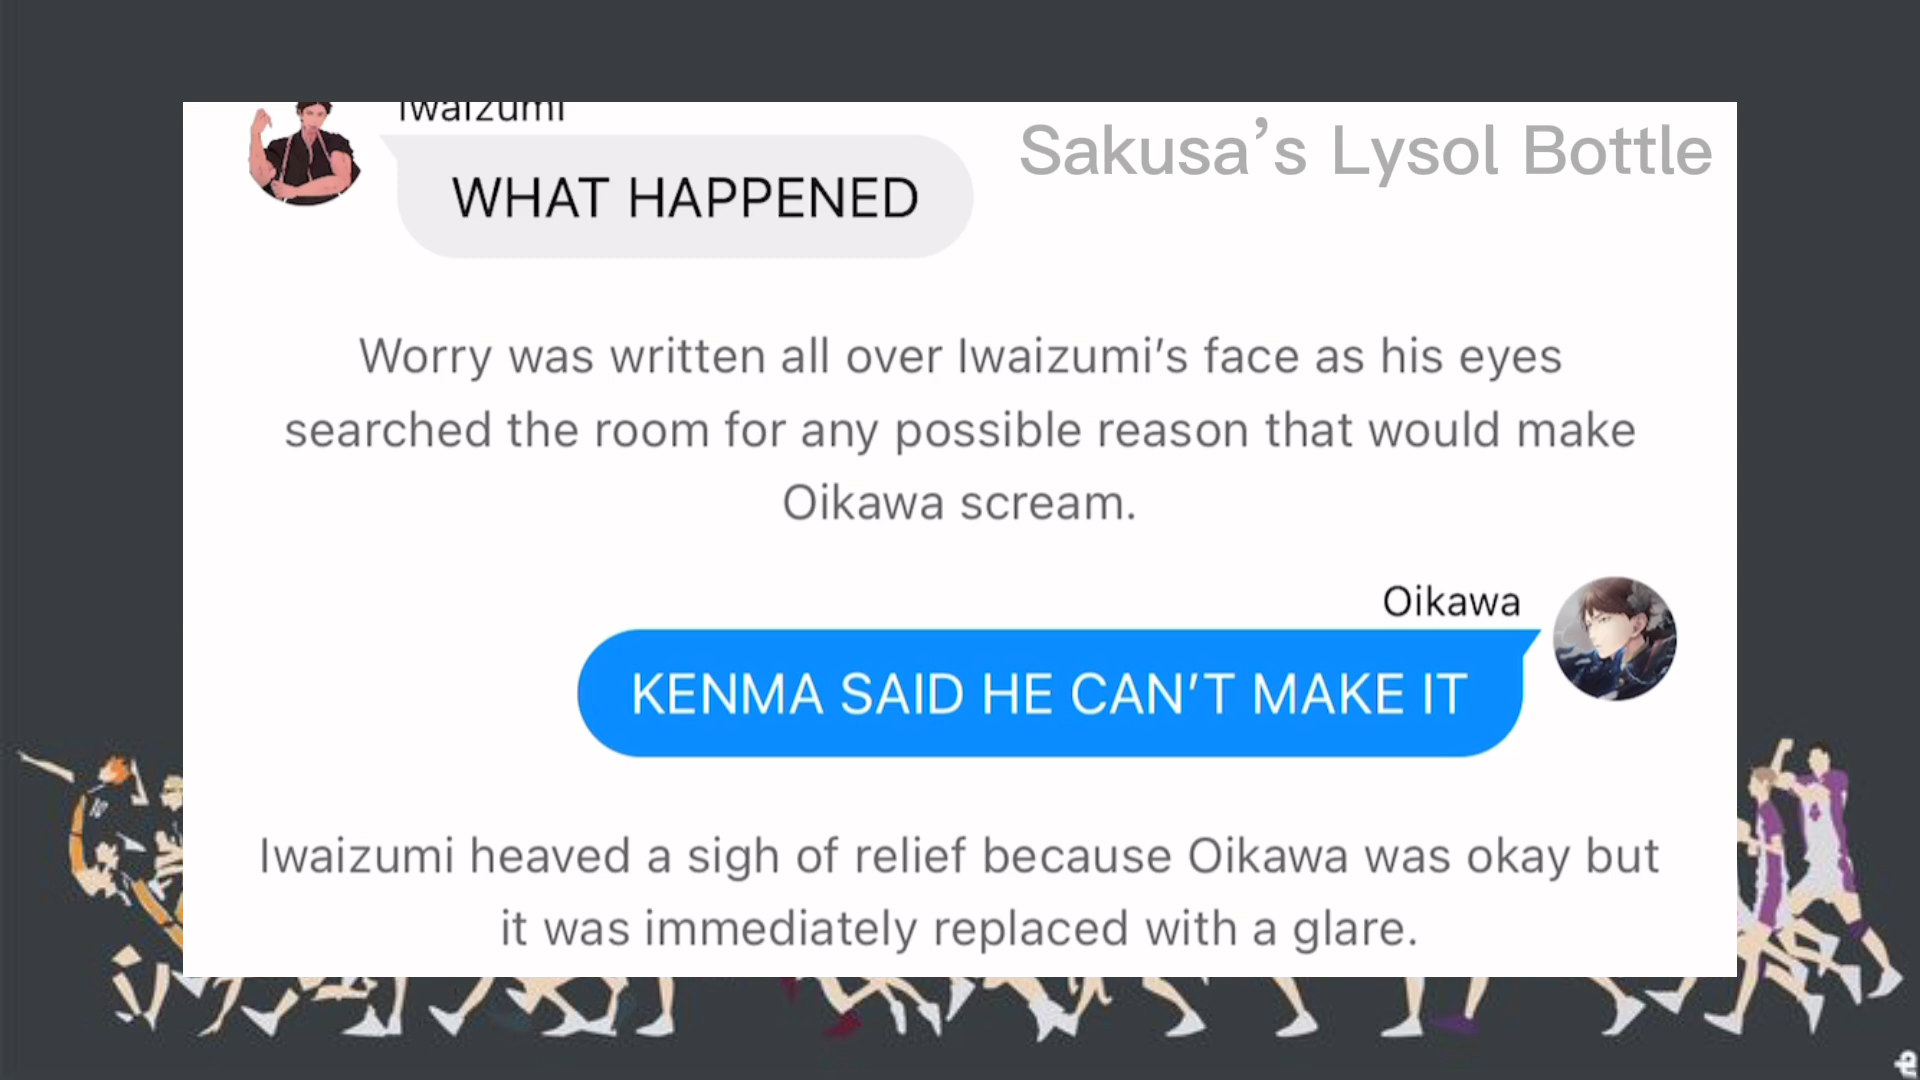 Iwaizumi
Sakusa’s Lysol Bottle
WHAT HAPPENED
Worry was written all over Iwaizumi’s face as his eyes
searched the room for any possible reason that would make
Oikawa scream.
Oikawa
KENMA SAID HE CAN’T MAKE IT
Iwaizumi heaved a sigh of relief because Oikawa was okay but
it was immediately replaced with a glare.